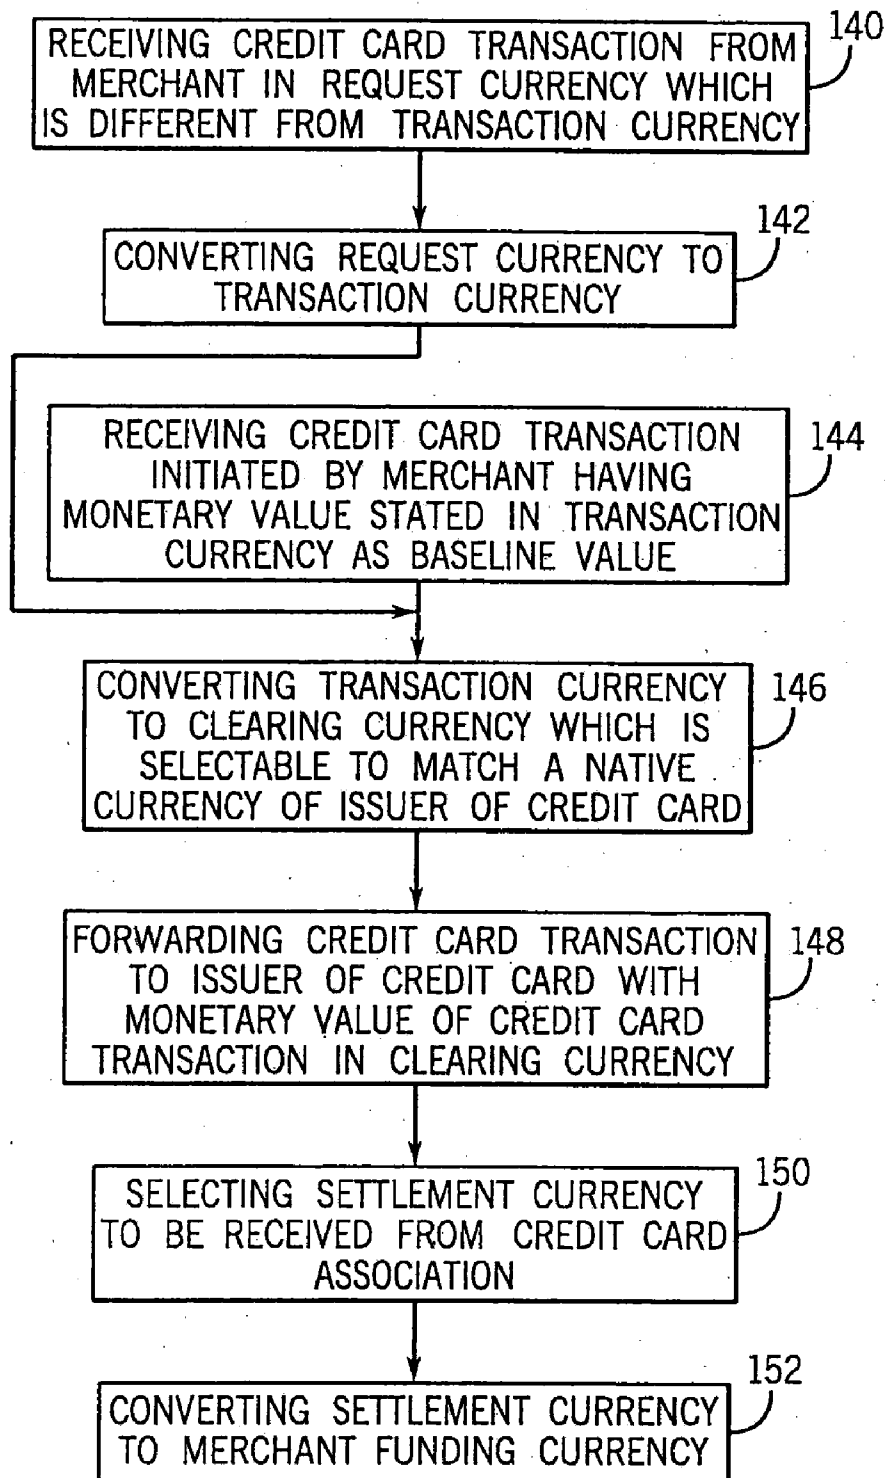 140
RECEIVING CREDIT CARD TRANSACTION FROM
MERCHANT IN REQUEST CURRENCY WHICH
IS DIFFERENT FROM TRANSACTION CURRENCY
142
CONVERTING REQUEST CURRENCY TO
TRANSACTION CURRENCY
144
RECEIVING CREDIT CARD TRANSACTION
INITIATED BY MERCHANT HAVING
MONETARY VALUE STATED IN TRANSACTION
CURRENCY AS BASELINE VALUE
146
CONVERTING TRANSACTION CURRENCY
TO CLEARING CURRENCY WHICH IS
SELECTABLE TO MATCH A NATIVE
CURRENCY OF ISSUER OF CREDIT CARD
148
FORWARDING CREDIT CARD TRANSACTION
TO ISSUER OF CREDIT CARD WITH
MONETARY VALUE OF CREDIT CARD
TRANSACTION IN CLEARING CURRENCY
150
SELECTING SETTLEMENT CURRENCY
TO BE RECEIVED FROM CREDIT CARD
ASSOCIATION
152
CONVERTING SETTLEMENT CURRENCY
TO MERCHANT FUNDING CURRENCY